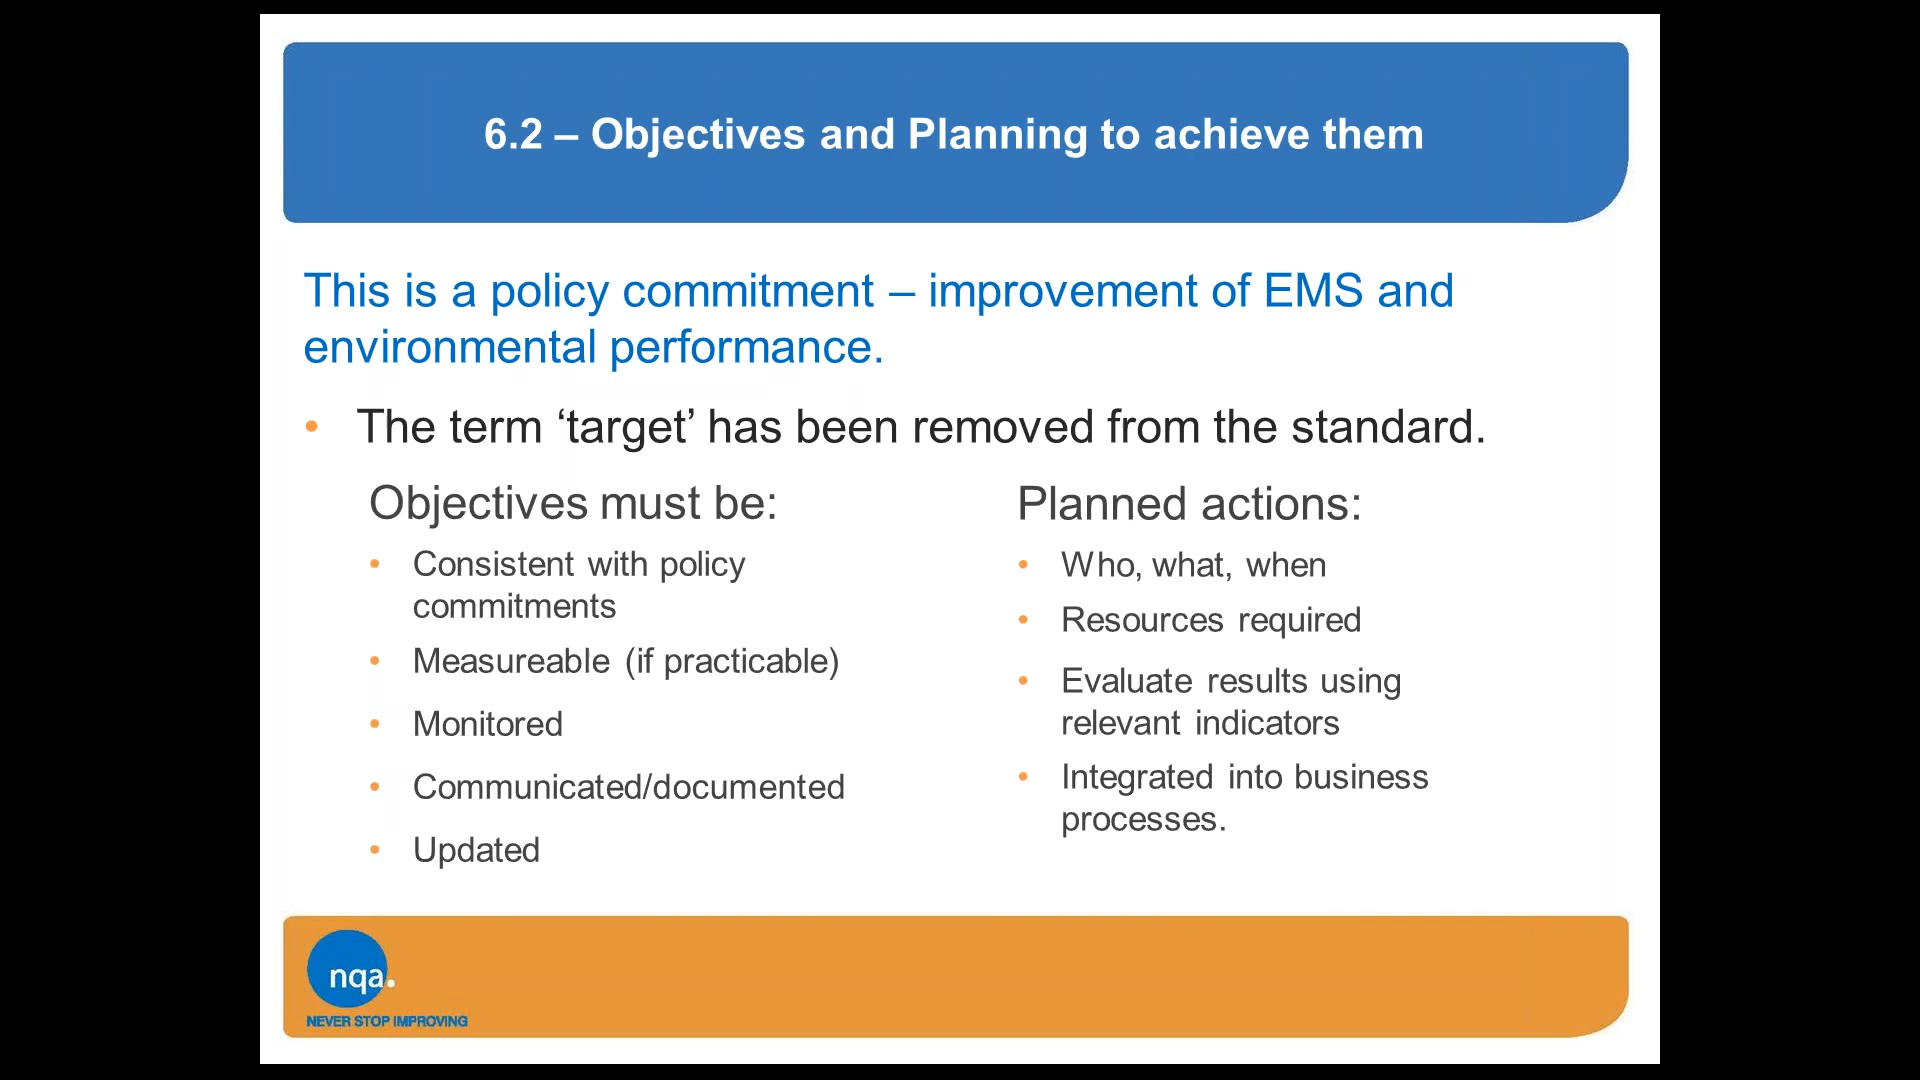 6.2 – Objectives and Planning to achieve them
This is a policy commitment – improvement of EMS and
environmental performance.
• The term ‘target’ has been removed from the standard.
Objectives must be:
• Consistent with policy
commitments
• Measureable (if practicable)
• Monitored
• Communicated/documented
• Updated
Planned actions:
• Who, what, when
• Resources required
• Evaluate results using
relevant indicators
• Integrated into business
processes.
nqa.
NEVER STOP IMPROVING